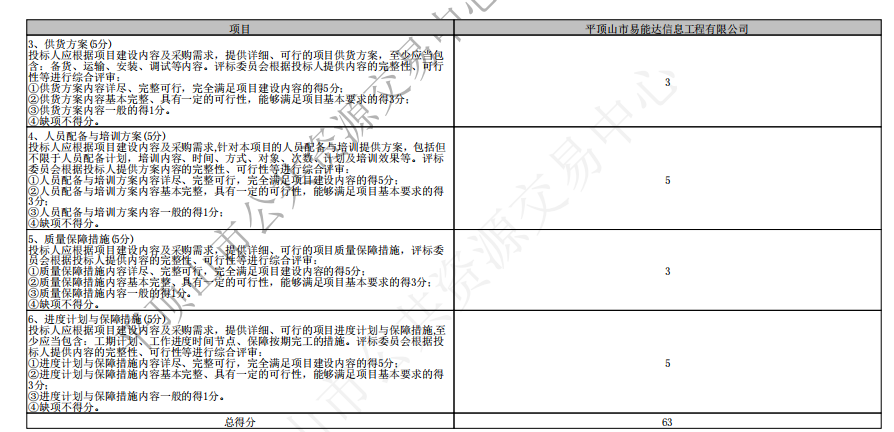 项目 平顶山市易能达信息工程有限公司
3、供货方案(5分)
投标人应根据项目建设内容及采购需求，提供详细、可行的项目供货方案，至少应当包
含：备货、运输、安装、调试等内容。评标委员会根据投标人提供内容的完整性、可行
性等进行综合评审：
①供货方案内容详尽、完整可行，完全满足项目建设内容的得5分；
②供货方案内容基本完整、具有一定的可行性，能够满足项目基本要求的得3分；
③供货方案内容一般的得1分。
④缺项不得分。
3
4、人员配备与培训方案(5分)
投标人应根据项目建设内容及采购需求,针对本项目的人员配备与培训提供方案，包括但
不限于人员配备计划，培训内容、时间、方式、对象、次数、计划及培训效果等。评标
委员会根据投标人提供方案内容的完整性、可行性等进行综合评审：
①人员配备与培训方案内容详尽、完整可行，完全满足项目建设内容的得5分；
②人员配备与培训方案内容基本完整，具有一定的可行性，能够满足项目基本要求的得
3分；
③人员配备与培训方案内容一般的得1分；
④缺项不得分。
5
5、质量保障措施(5分)
投标人应根据项目建设内容及采购需求，提供详细、可行的项目质量保障措施，评标委
员会根据投标人提供内容的完整性、可行性等进行综合评审：
①质量保障措施内容详尽、完整可行，完全满足项目建设内容的得5分；
②质量保障措施内容基本完整、具有一定的可行性，能够满足项目基本要求的得3分；
③质量保障措施内容一般的得1分。
④缺项不得分。
3
6、进度计划与保障措施(5分)
投标人应根据项目建设内容及采购需求，提供详细、可行的项目进度计划与保障措施,至
少应当包含：工期计划、工作进度时间节点、保障按期完工的措施。评标委员会根据投
标人提供内容的完整性、可行性等进行综合评审：
①进度计划与保障措施内容详尽、完整可行，完全满足项目建设内容的得5分；
②进度计划与保障措施内容基本完整、具有一定的可行性，能够满足项目基本要求的得
3分；
③进度计划与保障措施内容一般的得1分。
④缺项不得分。
5
总得分 63
平顶山市公共资源交易中心
山市公共资源交易中心